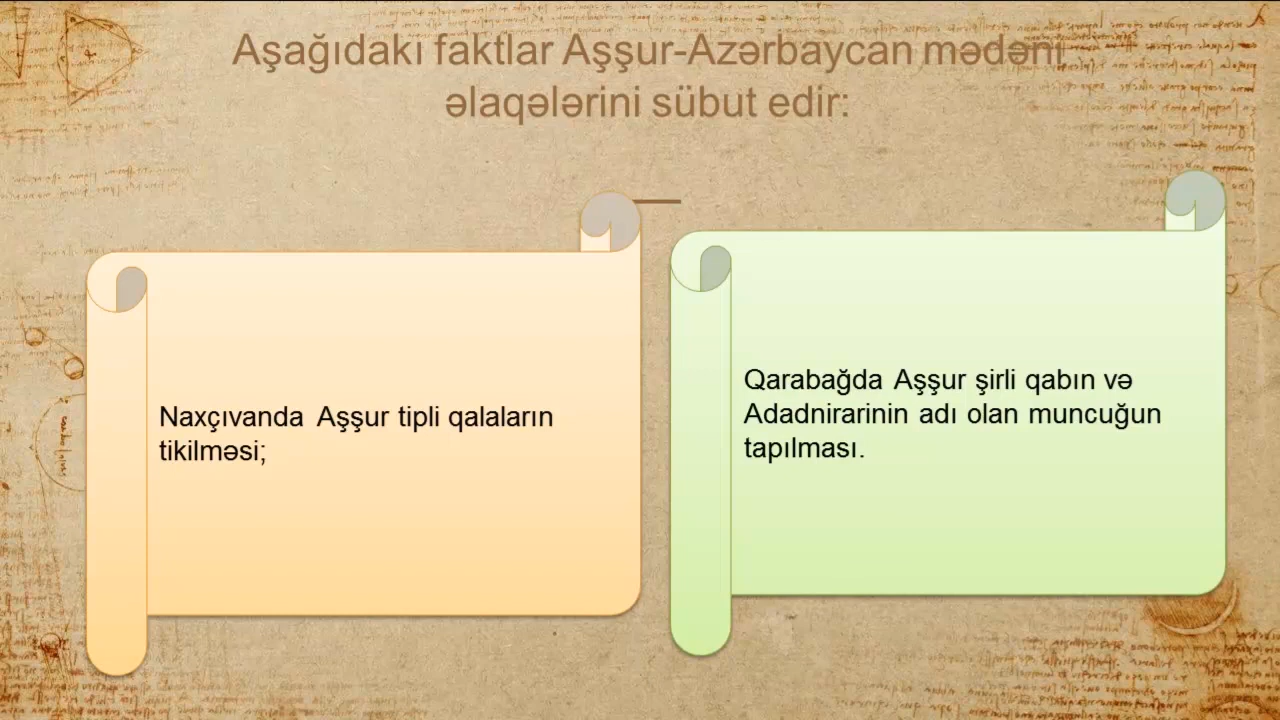 Aşağıdakı faktlar Aşşur-Azərbaycan mədəni
əlaqələrini sübut edir:
Naxçıvanda Aşşur tipli qalaların
tikilməsi;
Qarabağda Aşşur şirli qabın və
Adadnirarinin adı olan muncuğun
tapılması.